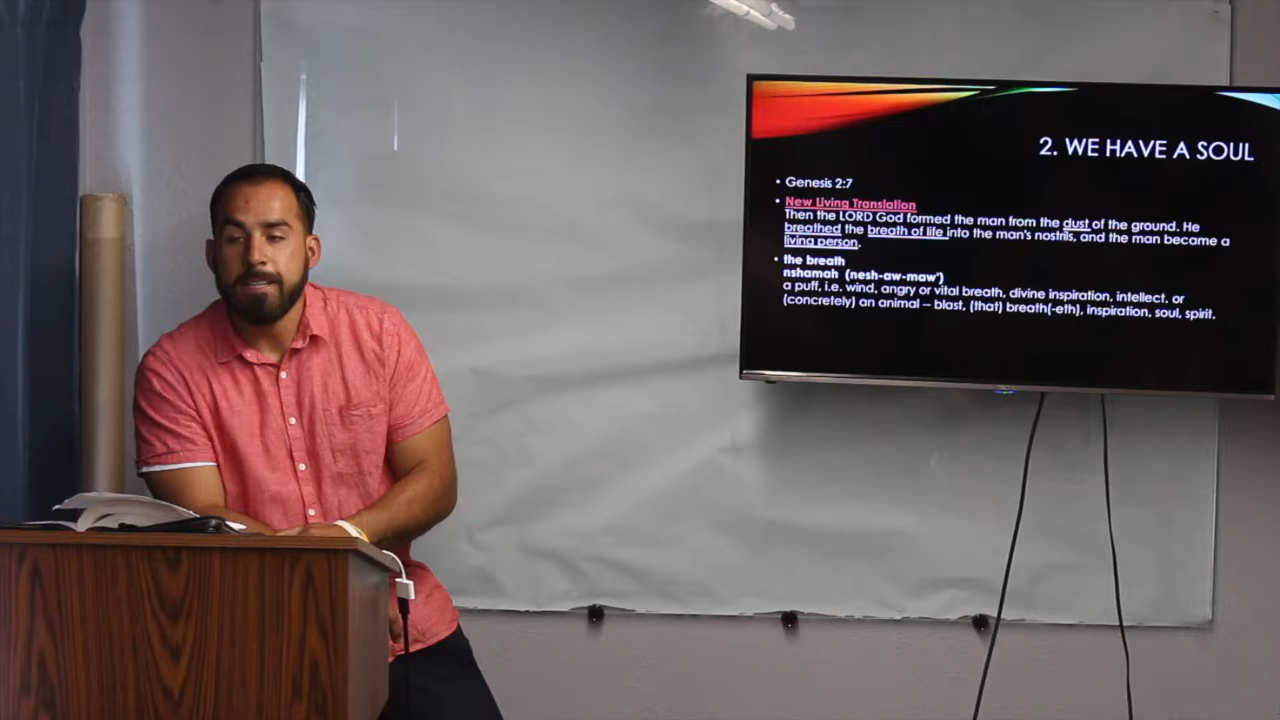 2. WE HAVE A SOUL
• Genesis 2:7
• New Living Translation
Then the LORD God formed the man from the dust of the ground. He
breathed the breath of life into the man's nostrils, and the man became a
living person.
• the breath
nshamah (nesh-aw-maw')
a puff, i.e. wind, angry or vital breath, divine inspiration, intellect. or
(concretely) an animal -- blast, (that) breath(-eth), inspiration, soul, spirit.